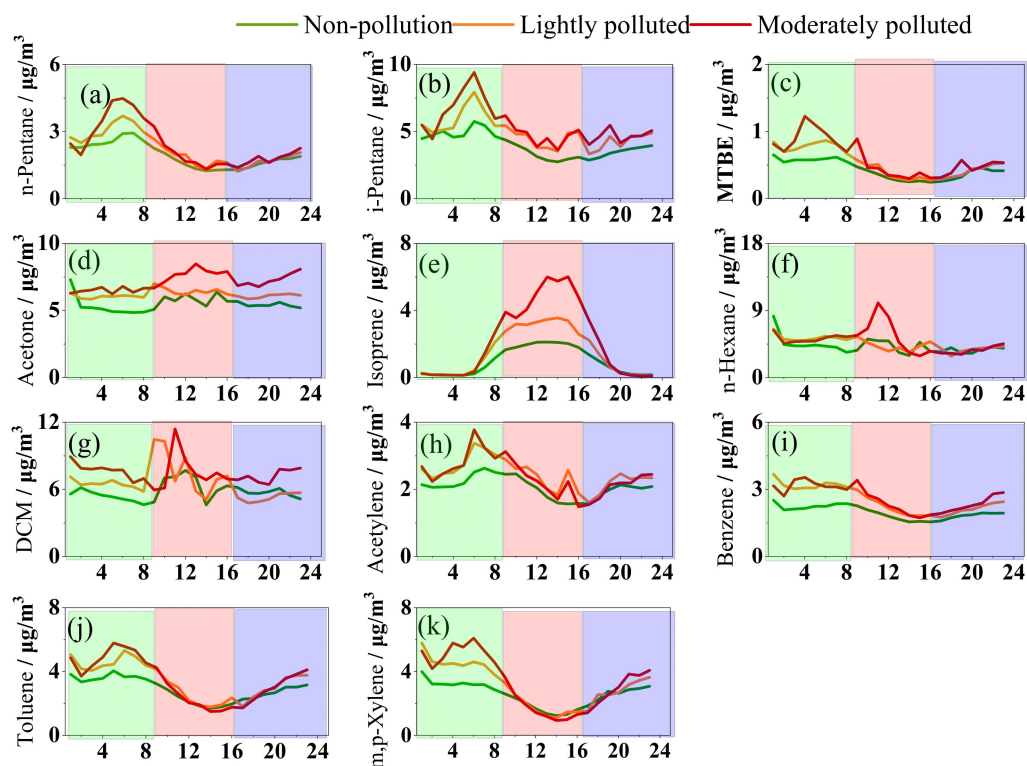 Non-pollution Lightly polluted Moderately polluted
(a) n-Pentane / μg/m³ 6 4 2 0 4 8 12 16 20 24
(b) i-Pentane / μg/m³ 10 5 0 4 8 12 16 20 24
(c) MTBE / μg/m³ 2 1 0 4 8 12 16 20 24
(d) Acetone / μg/m³ 10 5 0 4 8 12 16 20 24
(e) Isoprene / μg/m³ 8 4 0 4 8 12 16 20 24
(f) n-Hexane / μg/m³ 18 9 0 4 8 12 16 20 24
(g) DCM / μg/m³ 12 8 4 0 4 8 12 16 20 24
(h) Acetylene / μg/m³ 4 2 0 4 8 12 16 20 24
(i) Benzene / μg/m³ 6 3 0 4 8 12 16 20 24
(j) Toluene / μg/m³ 8 4 0 4 8 12 16 20 24
(k) m,p-Xylene / μg/m³ 8 4 0 4 8 12 16 20 24